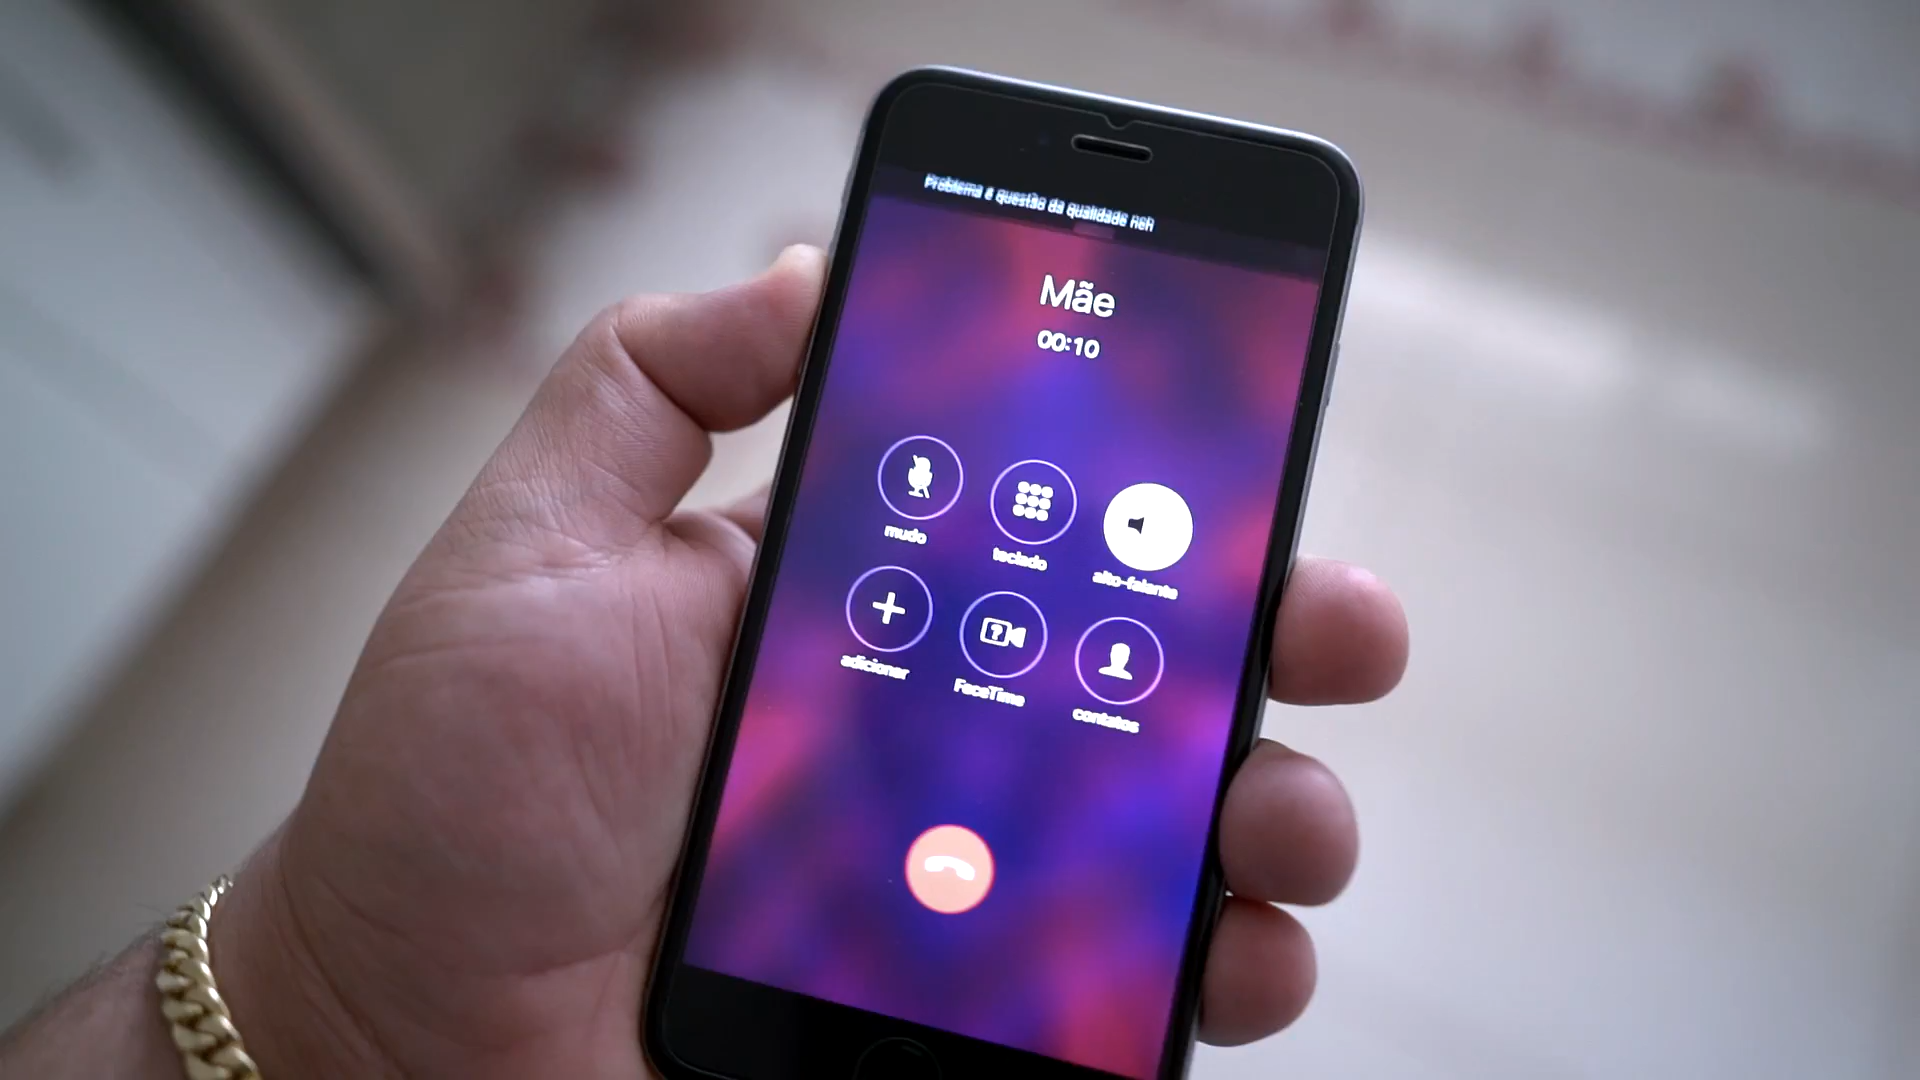 Problema é questão da qualidade neh
Mãe
00:10
mudo
teclado
alto-falante
adicionar
FaceTime
contatos